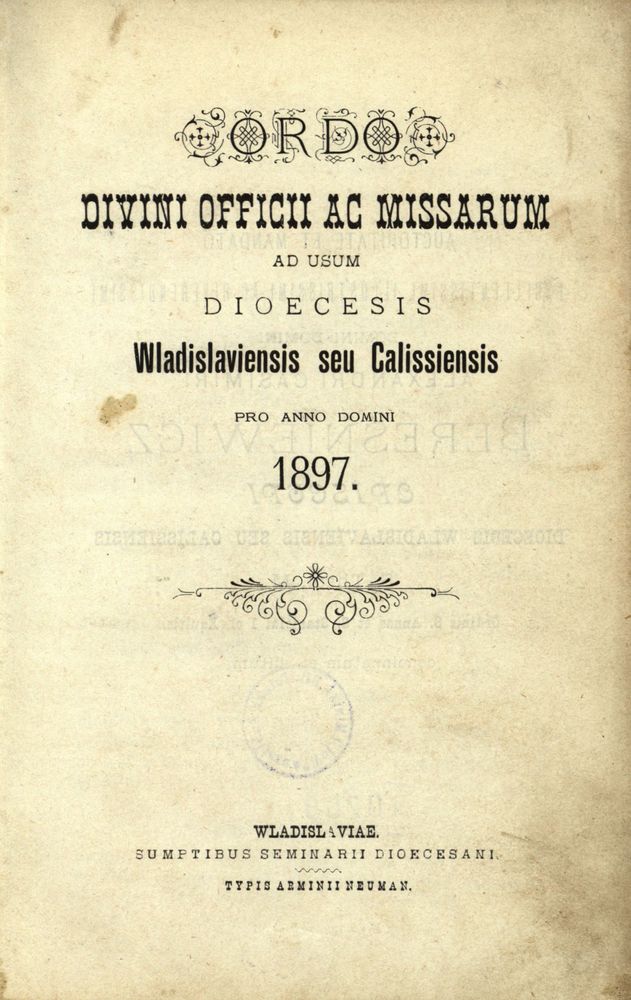 ORDO
DIVINI OFFICII AC MISSARUM
AD USUM
DIOECESIS
Wladislaviensis seu Calissiensis
PRO ANNO DOMINI
1897.
WLADISLAVIAE.
SUMPTIBUS SEMINARII DIOECESANI.
TYPIS ARMINII NEUMAN.